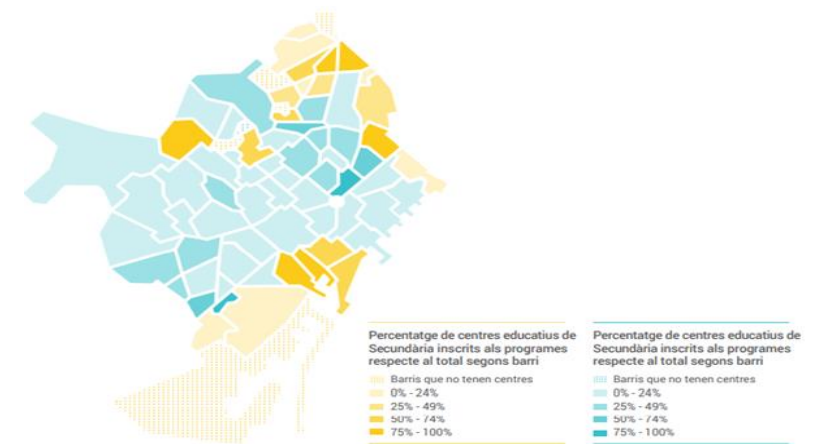 Percentatge de centres educatius de
Secundària inscrits als programes
respecte al total segons barri
Barris que no tenen centres
0% - 24%
25% - 49%
50% - 74%
75% - 100%
Percentatge de centres educatius de
Secundària inscrits als programes
respecte al total segons barri
Barris que no tenen centres
0% - 24%
25% - 49%
50% - 74%
75% - 100%